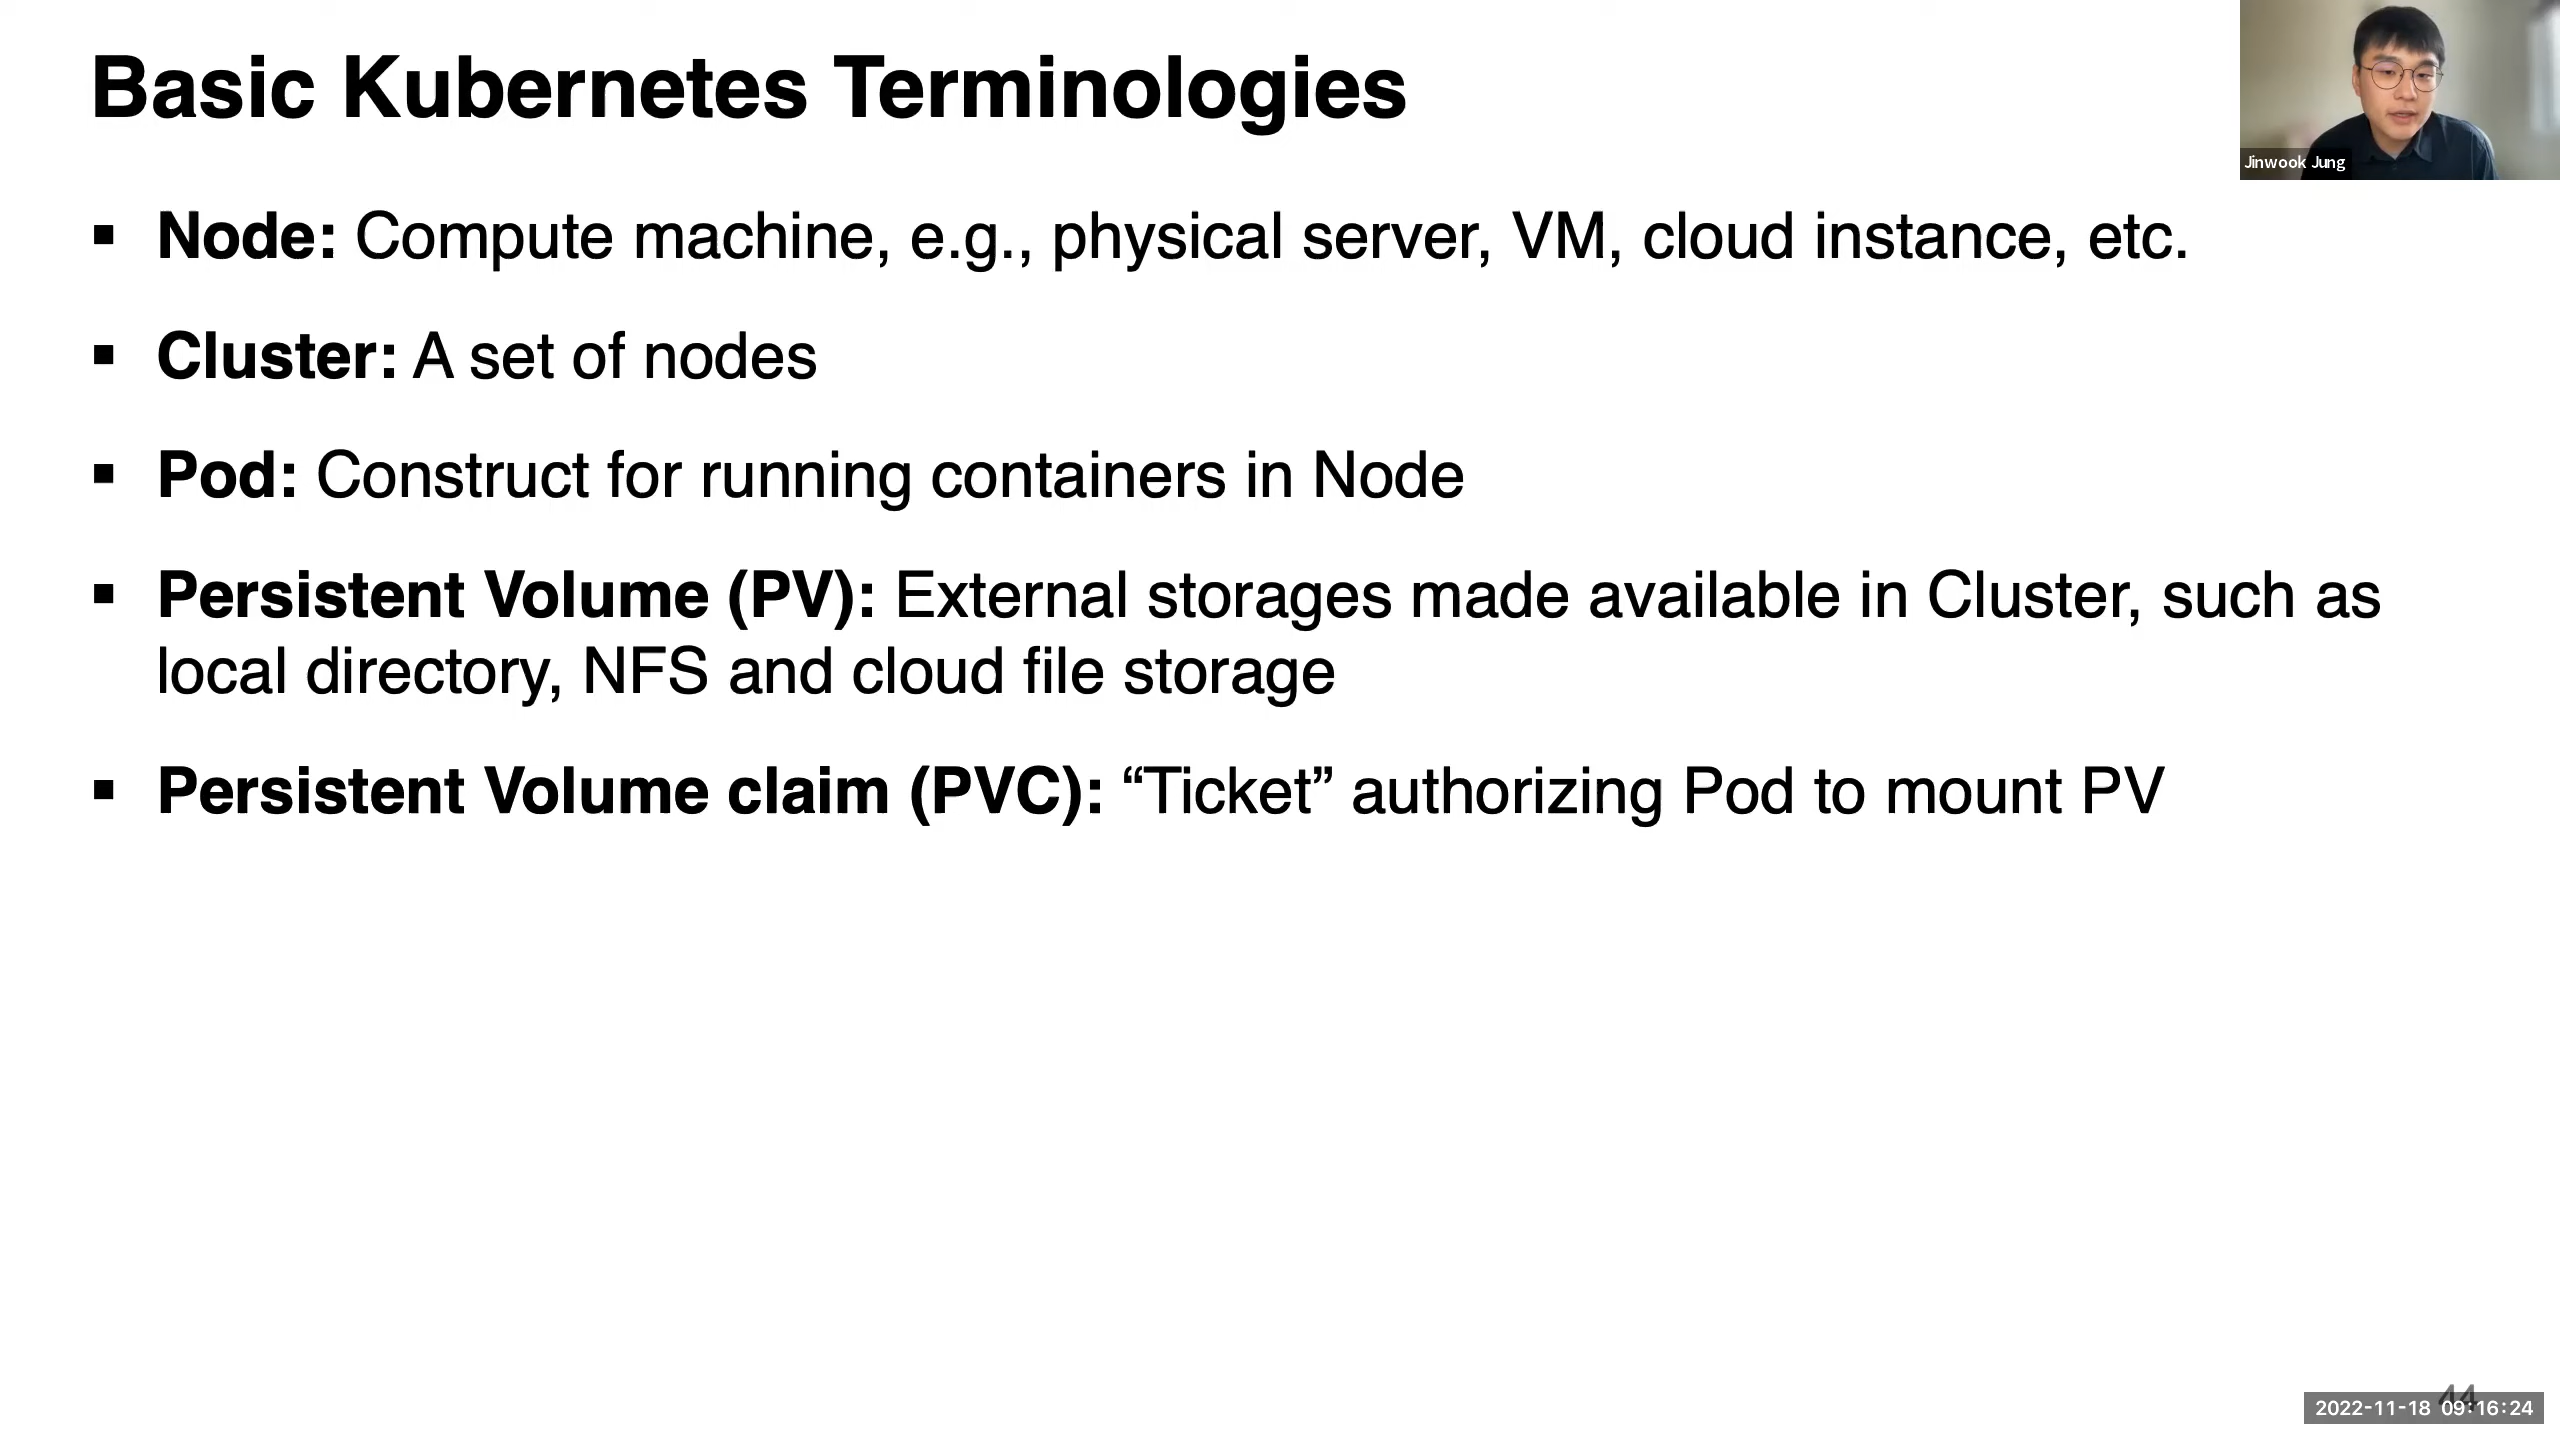 Basic Kubernetes Terminologies
Jinwook Jung
▪ Node: Compute machine, e.g., physical server, VM, cloud instance, etc.
▪ Cluster: A set of nodes
▪ Pod: Construct for running containers in Node
▪ Persistent Volume (PV): External storages made available in Cluster, such as
local directory, NFS and cloud file storage
▪ Persistent Volume claim (PVC): “Ticket” authorizing Pod to mount PV
44
2022-11-18 09:16:24